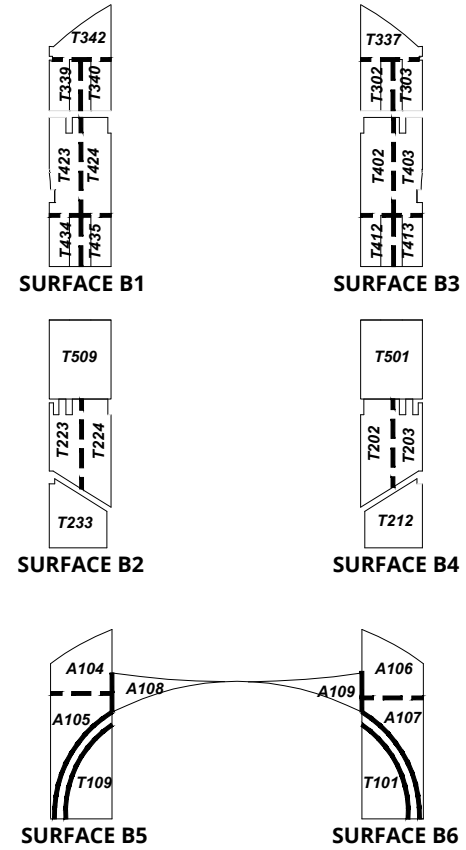 T342
T339
T340
T423
T424
T434
T435
SURFACE B1
T337
T302
T303
T402
T403
T412
T413
SURFACE B3
T509
T223
T224
T233
SURFACE B2
T501
T202
T203
T212
SURFACE B4
A104
A105
T109
A108
SURFACE B5
A109
A106
A107
T101
SURFACE B6